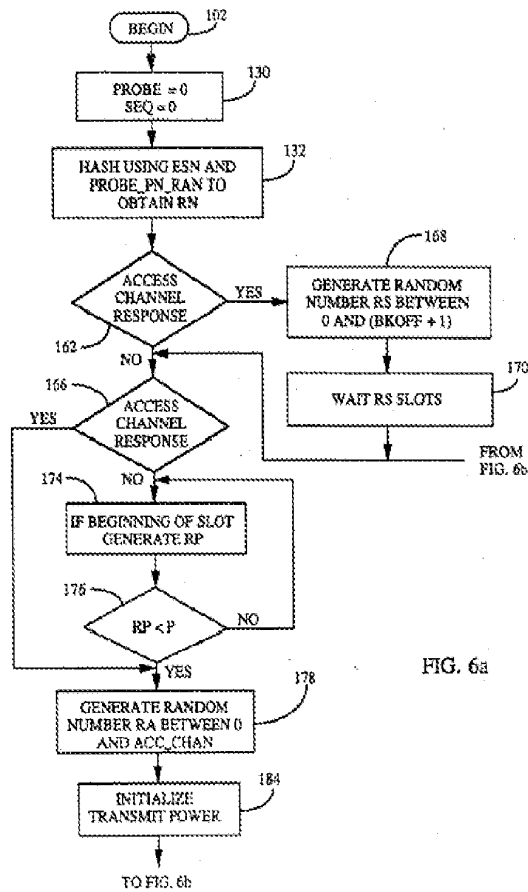 BEGIN
102
PROBE = 0
SEQ = 0
130
HASH USING ESN AND
PROBE_PN_RAN TO
OBTAIN RN
132
ACCESS
CHANNEL
RESPONSE
162
YES
NO
GENERATE RANDOM
NUMBER RS BETWEEN
0 AND (BKOFF + 1)
168
WAIT RS SLOTS
170
FROM
FIG. 6b
166
ACCESS
CHANNEL
RESPONSE
YES
NO
174
IF BEGINNING OF SLOT
GENERATE RP
176
RP < P
NO
YES
FIG. 6a
GENERATE RANDOM
NUMBER RA BETWEEN 0
AND ACC_CHAN
178
INITIALIZE
TRANSMIT POWER
184
TO FIG. 6b